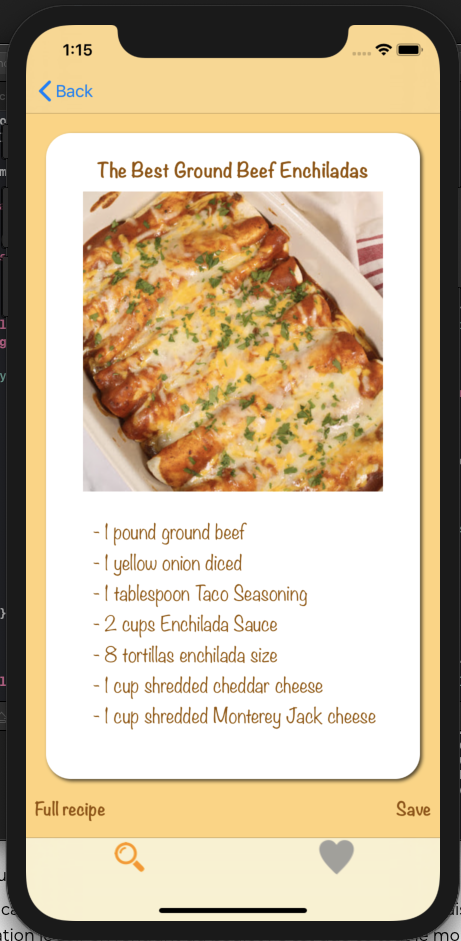 1:15
Back
The Best Ground Beef Enchiladas
- 1 pound ground beef
- 1 yellow onion diced
- 1 tablespoon Taco Seasoning
- 2 cups Enchilada Sauce
- 8 tortillas enchilada size
- 1 cup shredded cheddar cheese
- 1 cup shredded Monterey Jack cheese
Full recipe
Save